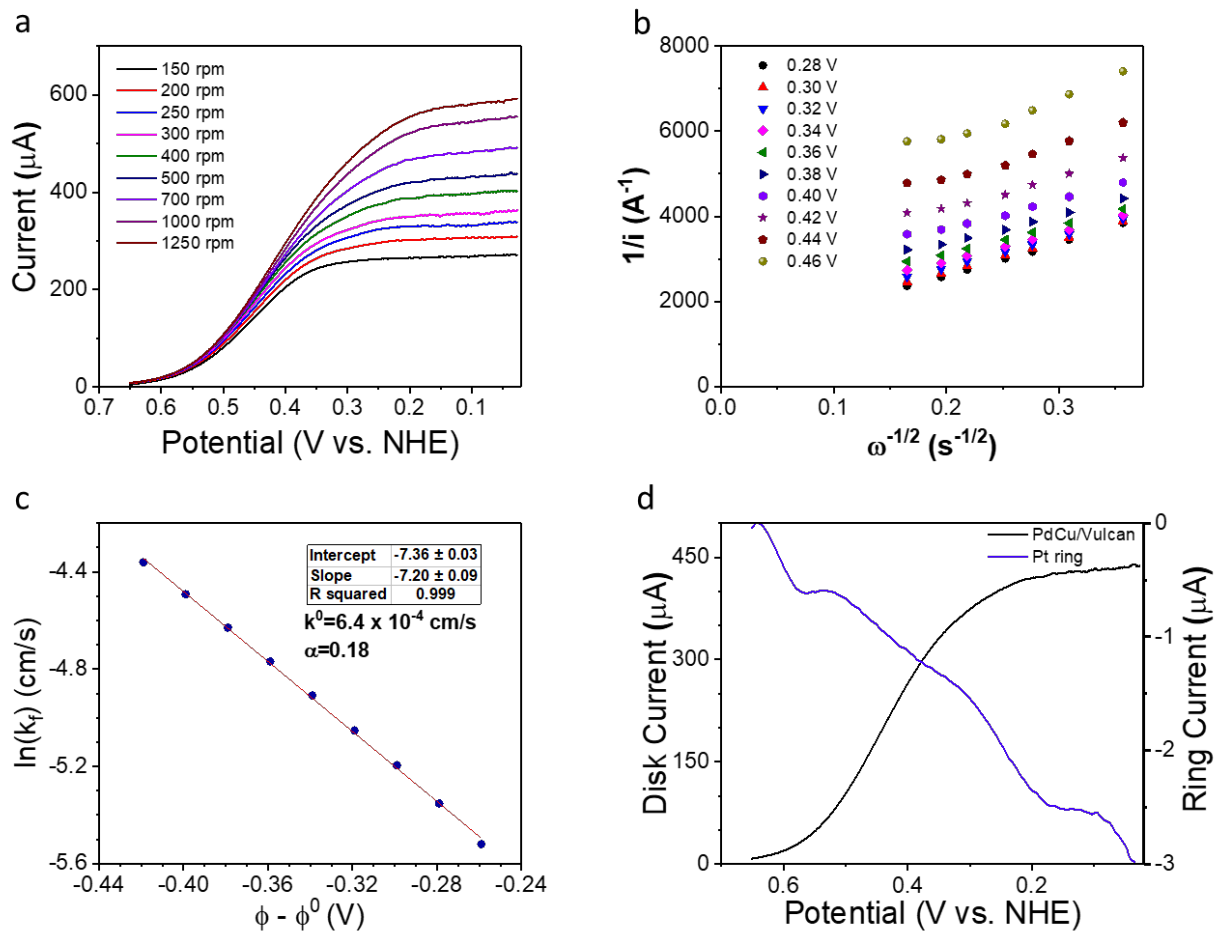 a
150 rpm
200 rpm
250 rpm
300 rpm
400 rpm
500 rpm
700 rpm
1000 rpm
1250 rpm
600
400
200
0
0.7 0.6 0.5 0.4 0.3 0.2 0.1
Current (μA)
Potential (V vs. NHE)
b
0.28 V
0.30 V
0.32 V
0.34 V
0.36 V
0.38 V
0.40 V
0.42 V
0.44 V
0.46 V
8000
6000
4000
2000
0
0.0 0.1 0.2 0.3
1/i (A⁻¹)
ω⁻¹/² (s⁻¹/²)
c
Intercept -7.36 ± 0.03
Slope -7.20 ± 0.09
R squared 0.999
k⁰=6.4 x 10⁻⁴ cm/s
α=0.18
-4.4
-4.8
-5.2
-5.6
-0.44 -0.40 -0.36 -0.32 -0.28 -0.24
ln(kf) (cm/s)
ϕ - ϕ⁰ (V)
d
PdCu/Vulcan
Pt ring
450
300
150
0
0
-1
-2
-3
0.6 0.4 0.2
Disk Current (μA)
Ring Current (μA)
Potential (V vs. NHE)